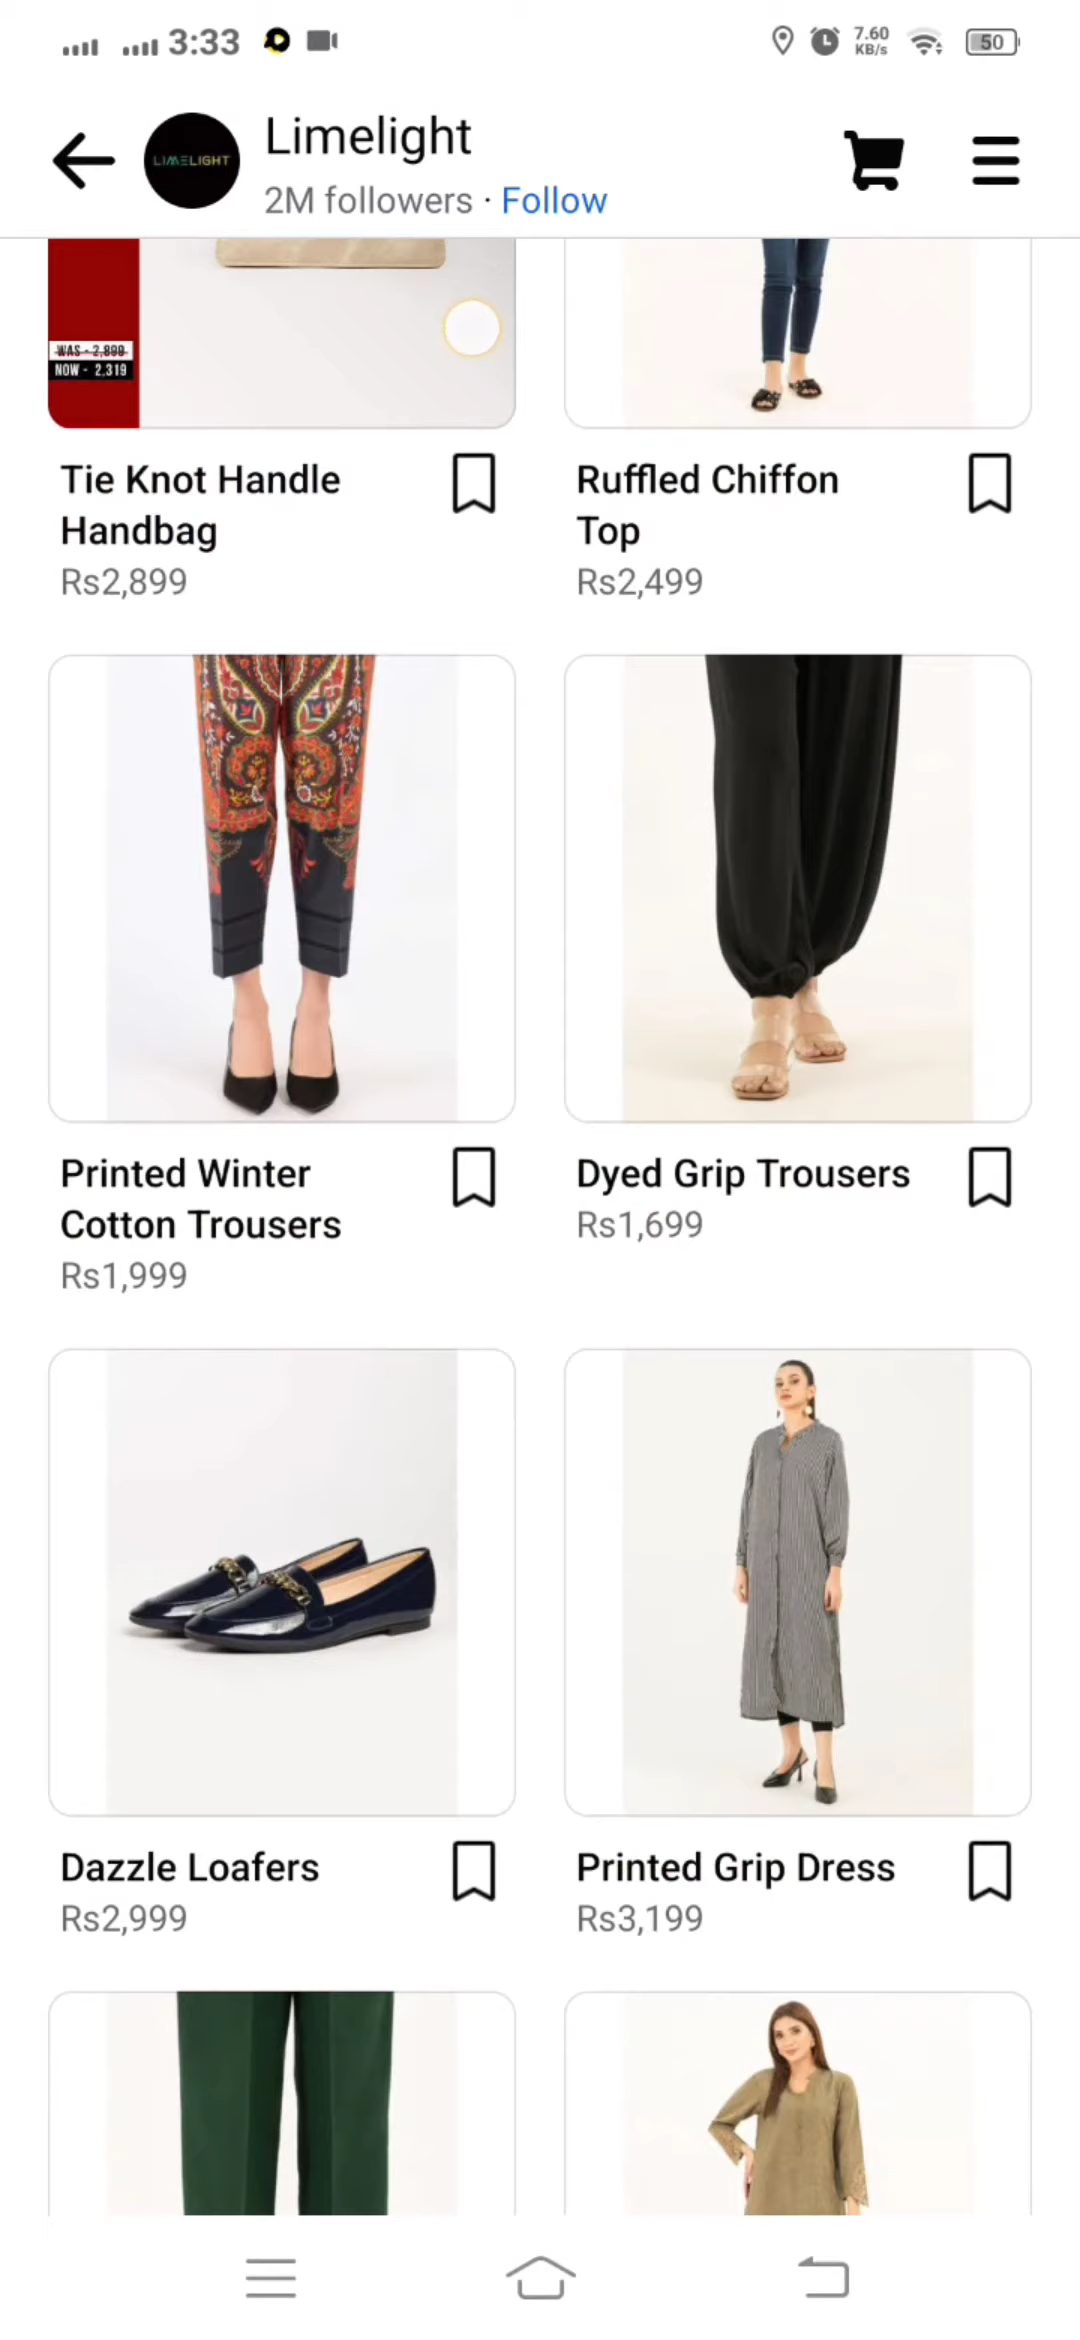 3:33
7.60
KB/s
50
LIMELIGHT
Limelight
2M followers · Follow
WAS - 2,899
NOW - 2,319
Tie Knot Handle
Handbag
Rs2,899
Ruffled Chiffon
Top
Rs2,499
Printed Winter
Cotton Trousers
Rs1,999
Dyed Grip Trousers
Rs1,699
Dazzle Loafers
Rs2,999
Printed Grip Dress
Rs3,199